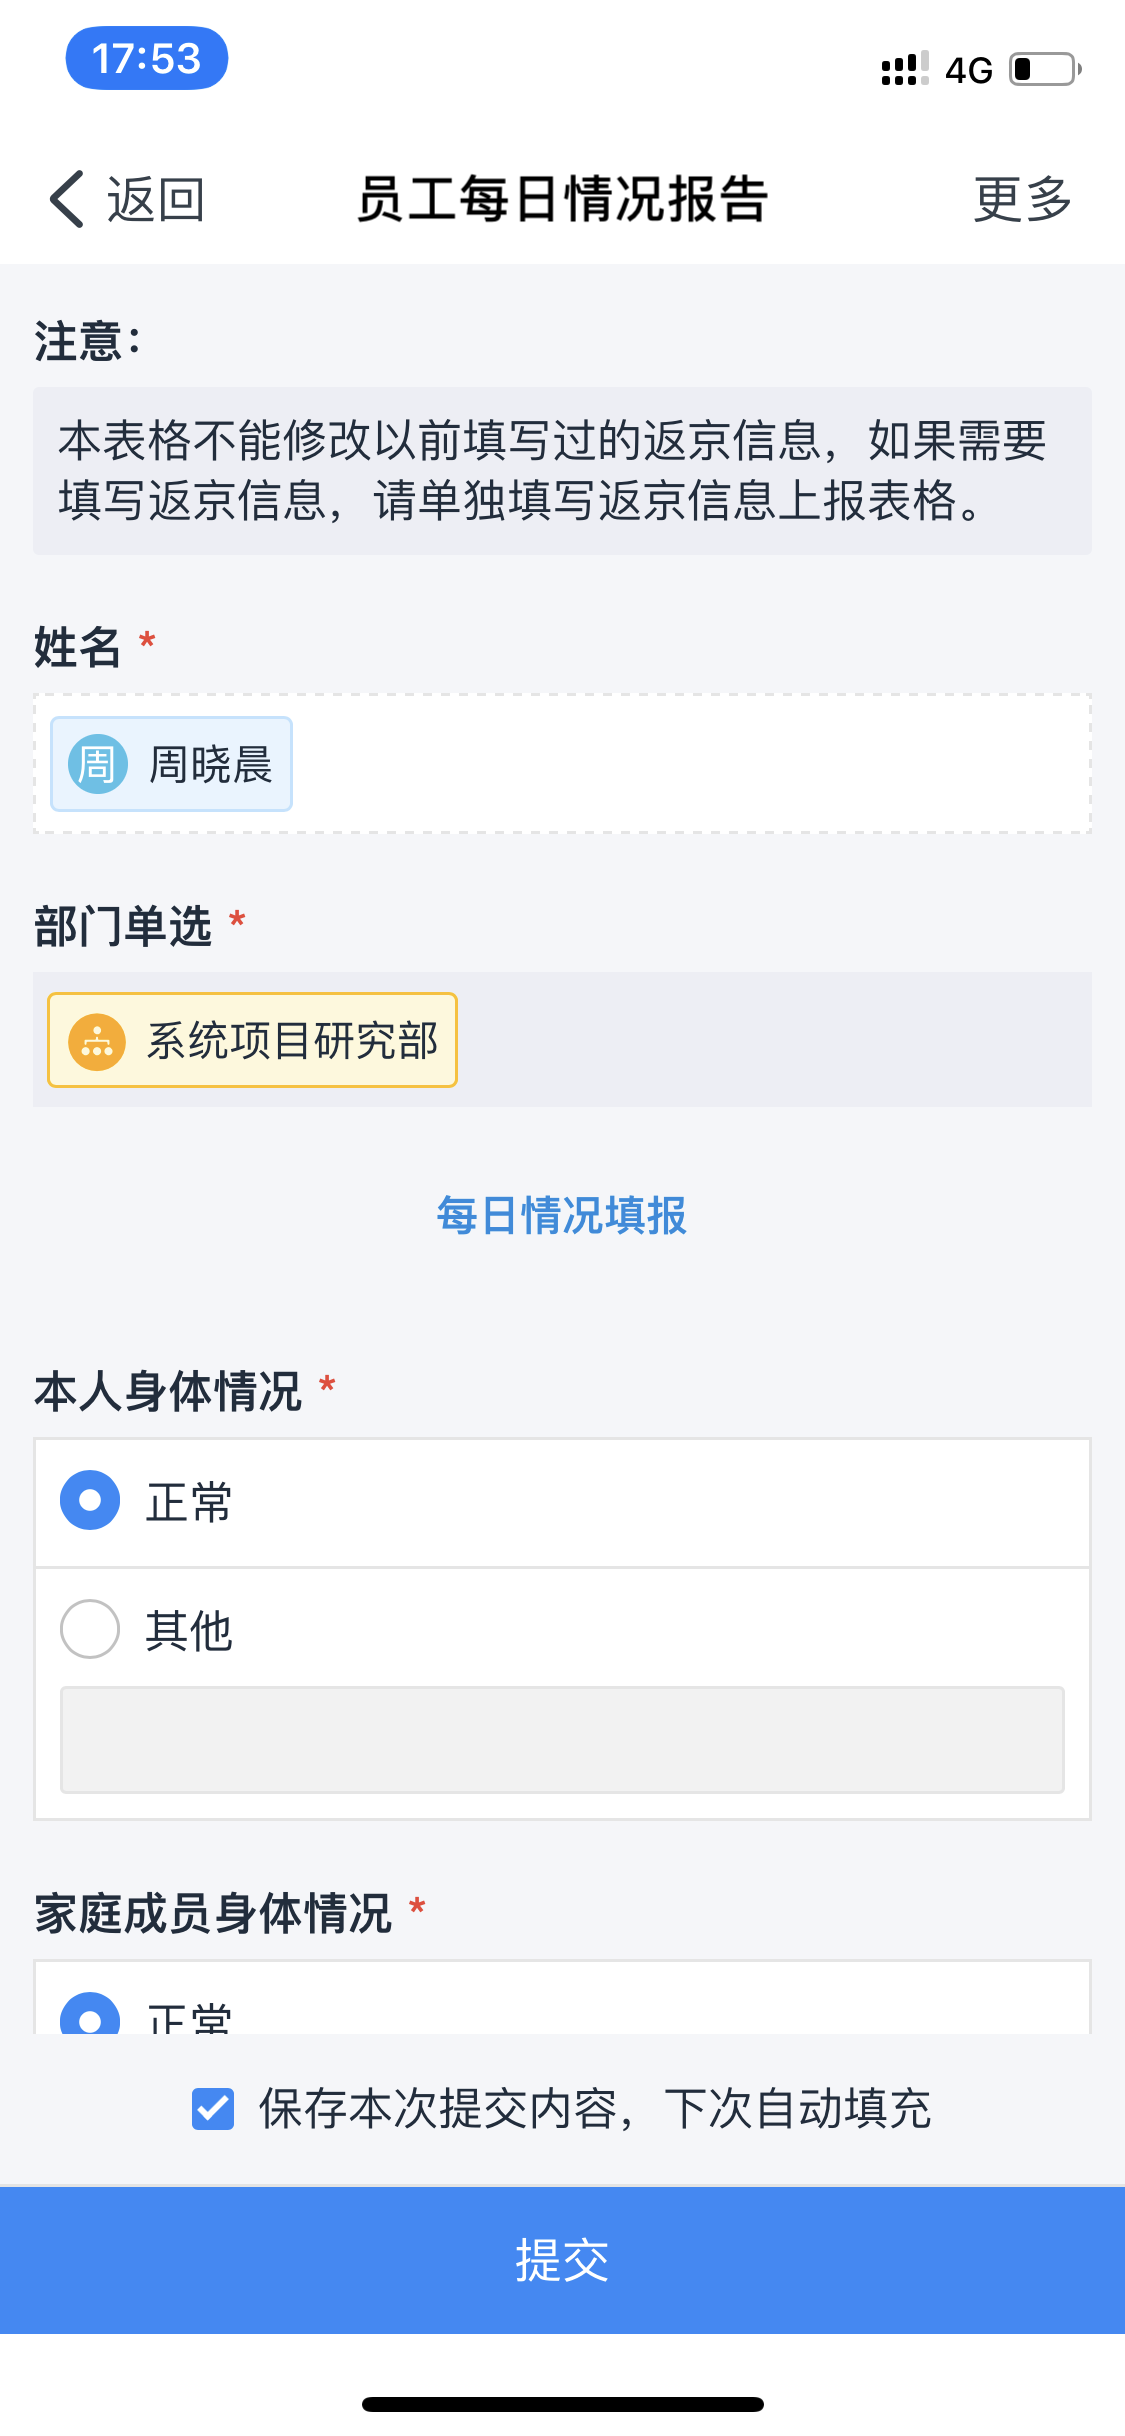 17:53
4G
返回
员工每日情况报告
更多
注意：
本表格不能修改以前填写过的返京信息，如果需要
填写返京信息，请单独填写返京信息上报表格。
姓名 *
周 周晓晨
部门单选 *
系统项目研究部
每日情况填报
本人身体情况 *
正常
其他
家庭成员身体情况 *
正常
保存本次提交内容，下次自动填充
提交